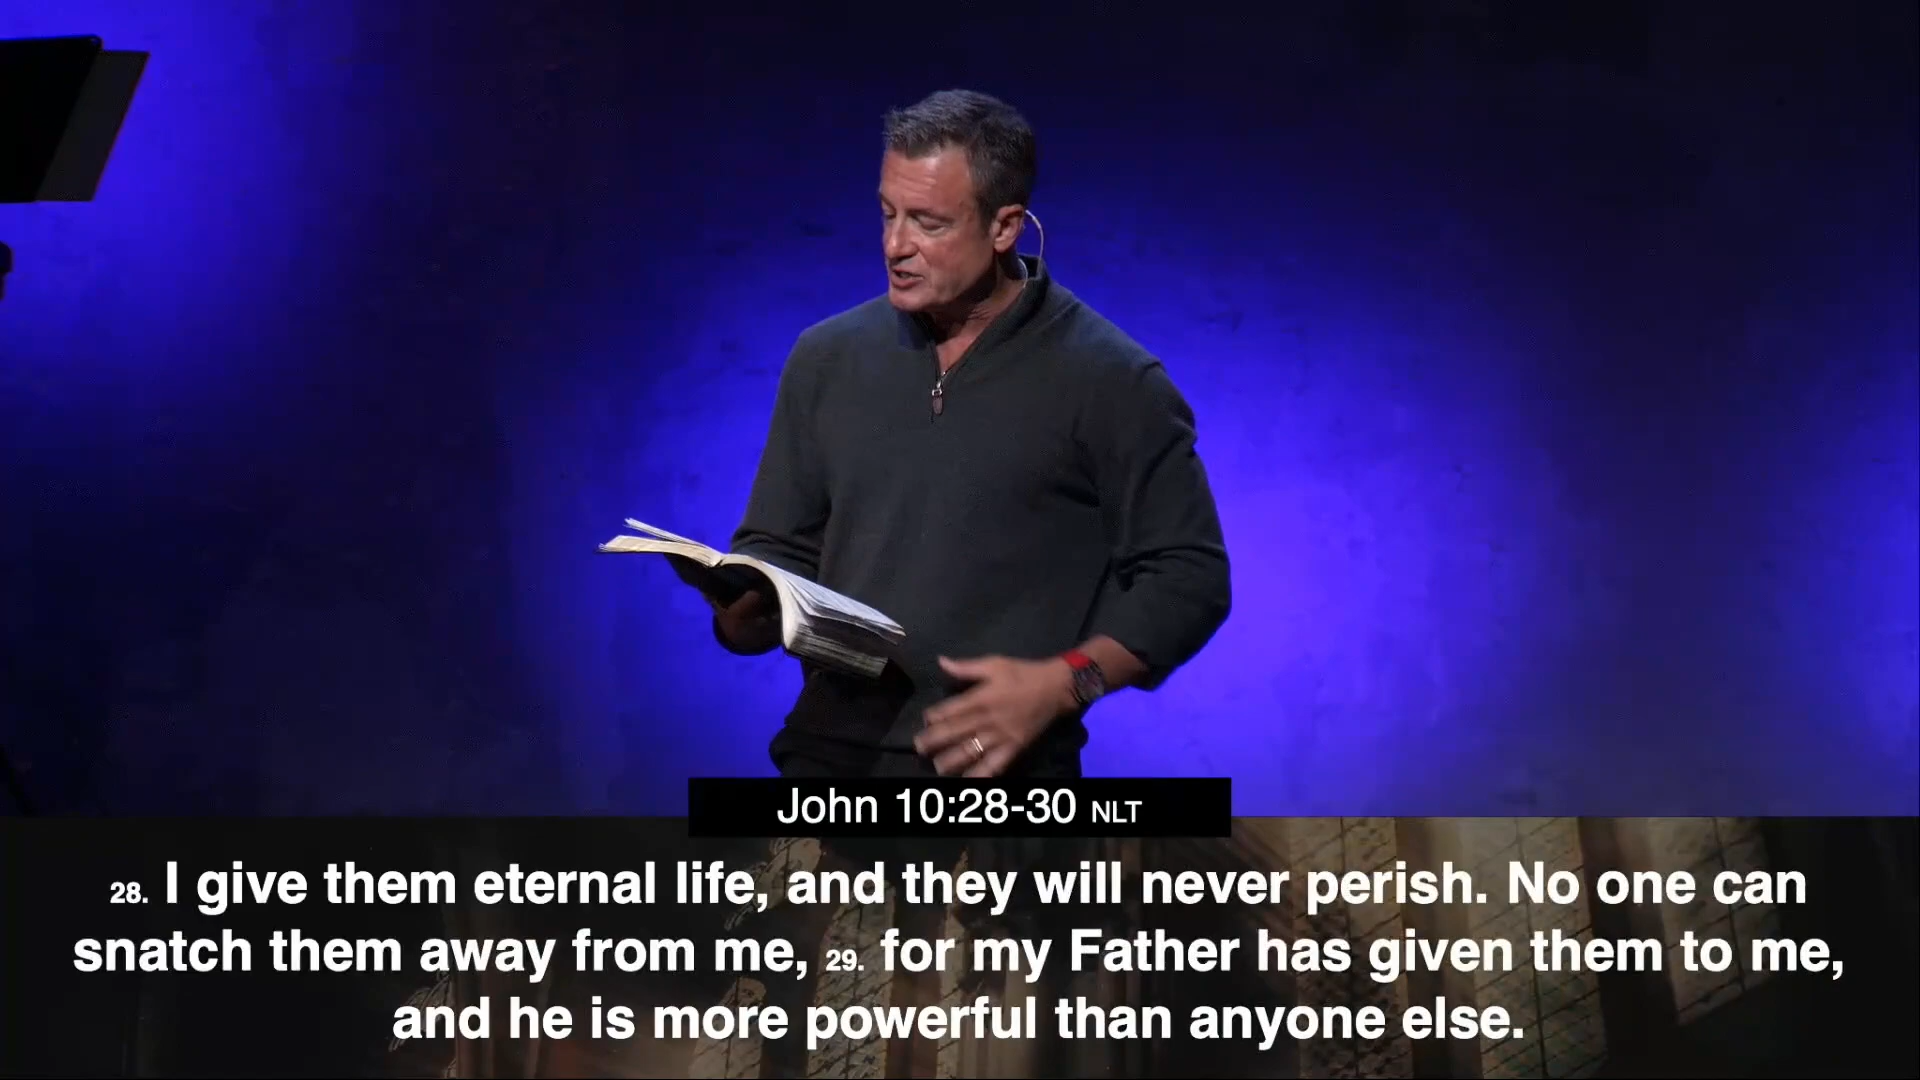 John 10:28-30 NLT
28. I give them eternal life, and they will never perish. No one can
snatch them away from me, 29. for my Father has given them to me,
and he is more powerful than anyone else.